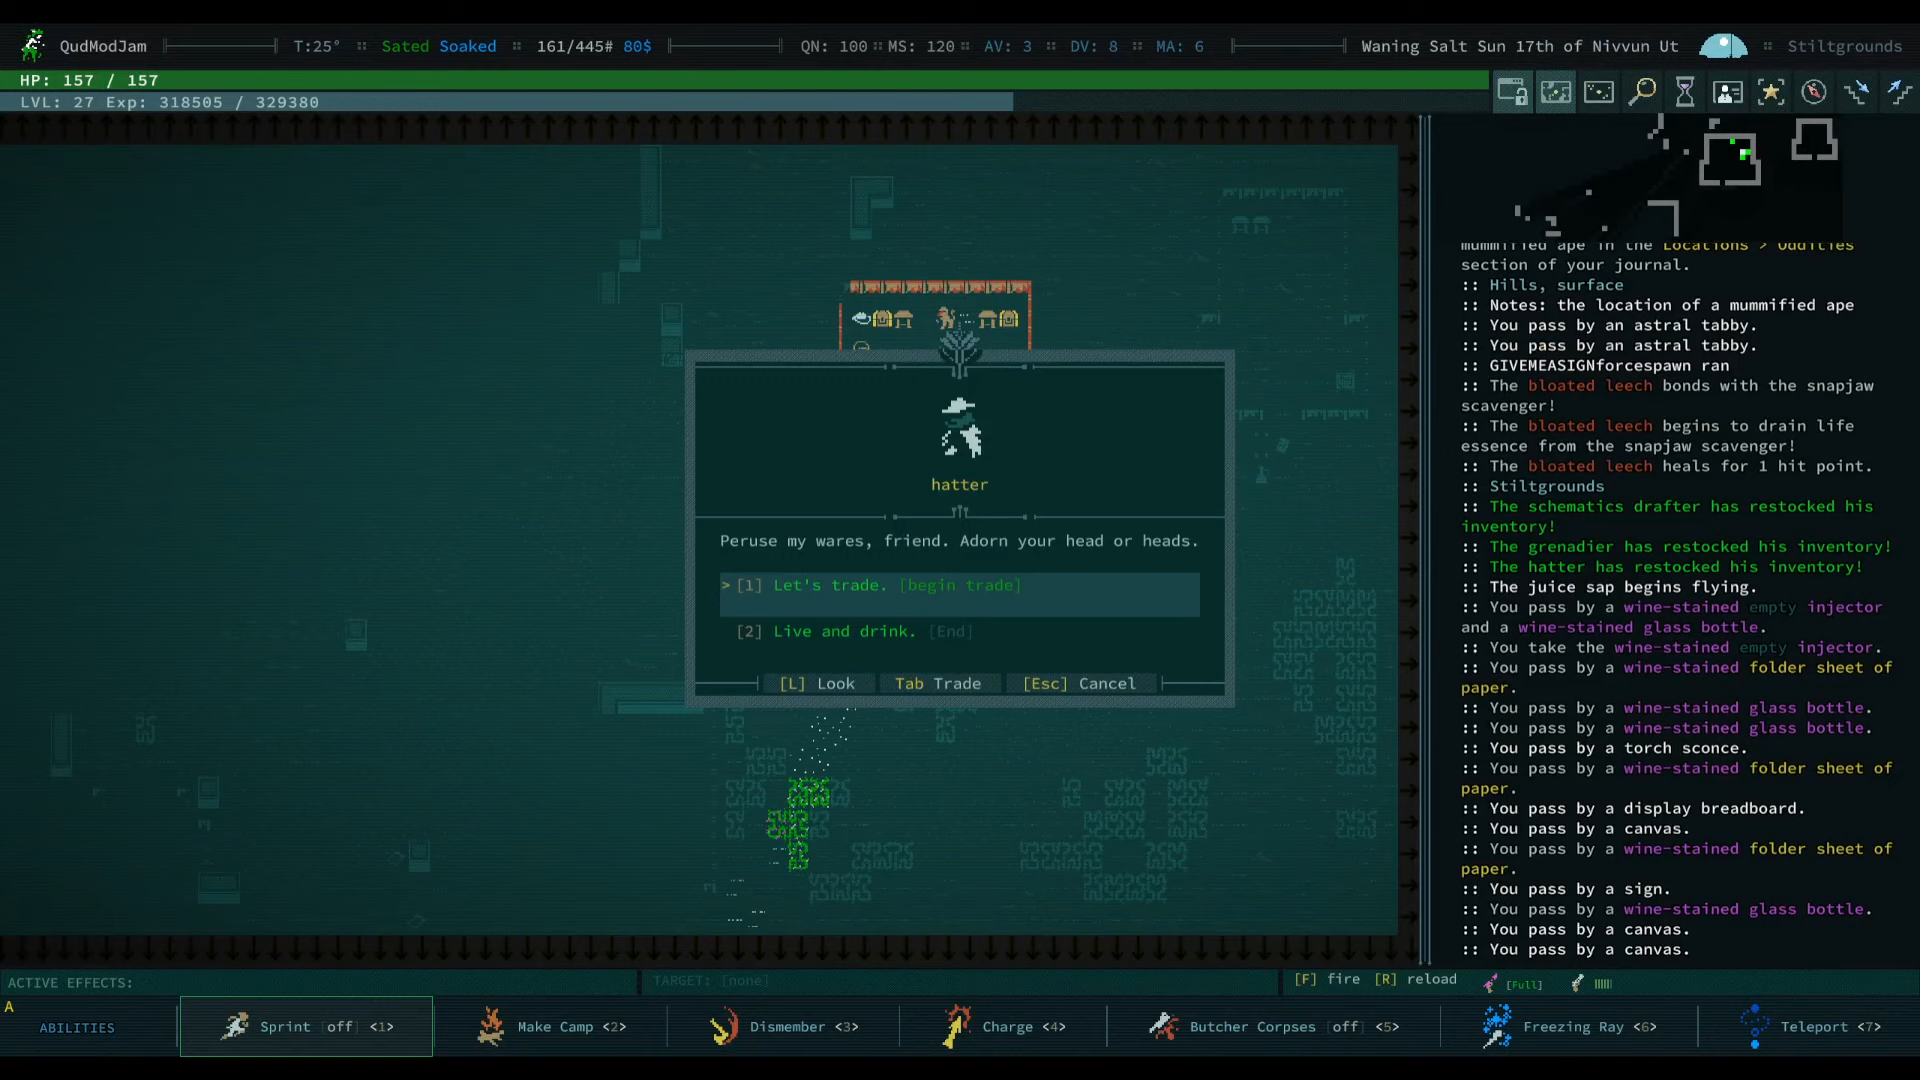 QudModJam T:25° :: Sated Soaked :: 161/445# 80$ QN: 100 :: MS: 120 :: AV: 3 :: DV: 8 :: MA: 6 Waning Salt Sun 17th of Nivvun Ut :: Stiltgrounds
HP: 157 / 157
LVL: 27 Exp: 318505 / 329380
mummified ape in the Locations > Oddities
section of your journal.
:: Hills, surface
:: Notes: the location of a mummified ape
:: You pass by an astral tabby.
:: You pass by an astral tabby.
:: GIVEMEASIGNforcespawn ran
:: The bloated leech bonds with the snapjaw
scavenger!
:: The bloated leech begins to drain life
essence from the snapjaw scavenger!
:: The bloated leech heals for 1 hit point.
:: Stiltgrounds
:: The schematics drafter has restocked his
inventory!
:: The grenadier has restocked his inventory!
:: The hatter has restocked his inventory!
:: The juice sap begins flying.
:: You pass by a wine-stained empty injector
and a wine-stained glass bottle.
:: You take the wine-stained empty injector.
:: You pass by a wine-stained folder sheet of
paper.
:: You pass by a wine-stained glass bottle.
:: You pass by a wine-stained glass bottle.
:: You pass by a torch sconce.
:: You pass by a wine-stained folder sheet of
paper.
:: You pass by a display breadboard.
:: You pass by a canvas.
:: You pass by a wine-stained folder sheet of
paper.
:: You pass by a sign.
:: You pass by a wine-stained glass bottle.
:: You pass by a canvas.
:: You pass by a canvas.
hatter
Peruse my wares, friend. Adorn your head or heads.
> [1] Let's trade. [begin trade]
[2] Live and drink. [End]
[L] Look Tab Trade [Esc] Cancel
ACTIVE EFFECTS: TARGET: [none] [F] fire [R] reload [Full]
A
ABILITIES Sprint [off] <1> Make Camp <2> Dismember <3> Charge <4> Butcher Corpses [off] <5> Freezing Ray <6> Teleport <7>